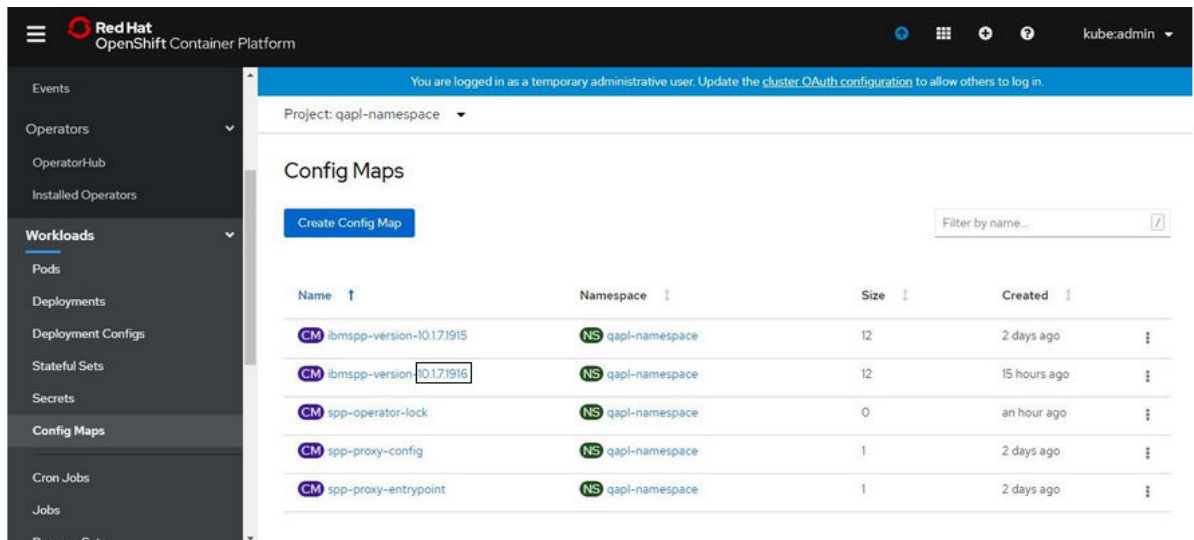 Red Hat
OpenShift Container Platform
kube:admin
You are logged in as a temporary administrative user. Update the cluster OAuth configuration to allow others to log in.
Events
Operators
OperatorHub
Installed Operators
Workloads
Pods
Deployments
Deployment Configs
Stateful Sets
Secrets
Config Maps
Cron Jobs
Jobs
Project: qapl-namespace
Config Maps
Create Config Map
Filter by name...
/
Name Namespace Size Created
CM ibmspp-version-10.1.7.1915 NS qapl-namespace 12 2 days ago
CM ibmspp-version-10.1.7.1916 NS qapl-namespace 12 15 hours ago
CM spp-operator-lock NS qapl-namespace 0 an hour ago
CM spp-proxy-config NS qapl-namespace 1 2 days ago
CM spp-proxy-entrypoint NS qapl-namespace 1 2 days ago